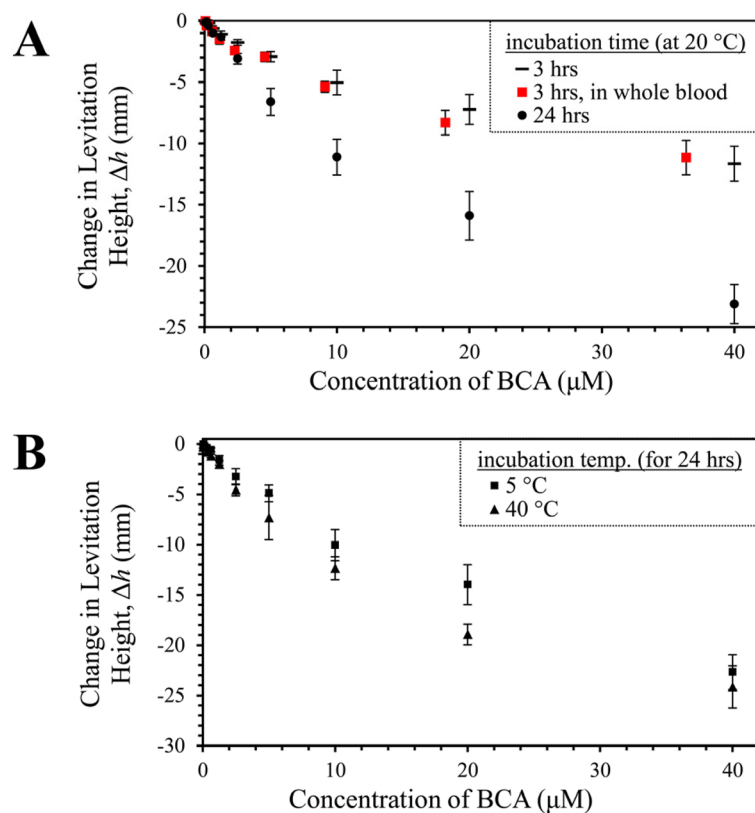 A
incubation time (at 20 °C)
3 hrs
3 hrs, in whole blood
24 hrs
Change in Levitation
Height, Δh (mm)
0
-5
-10
-15
-20
-25
0
10
20
30
40
Concentration of BCA (μM)
B
incubation temp. (for 24 hrs)
5 °C
40 °C
Change in Levitation
Height, Δh (mm)
0
-5
-10
-15
-20
-25
-30
0
10
20
30
40
Concentration of BCA (μM)